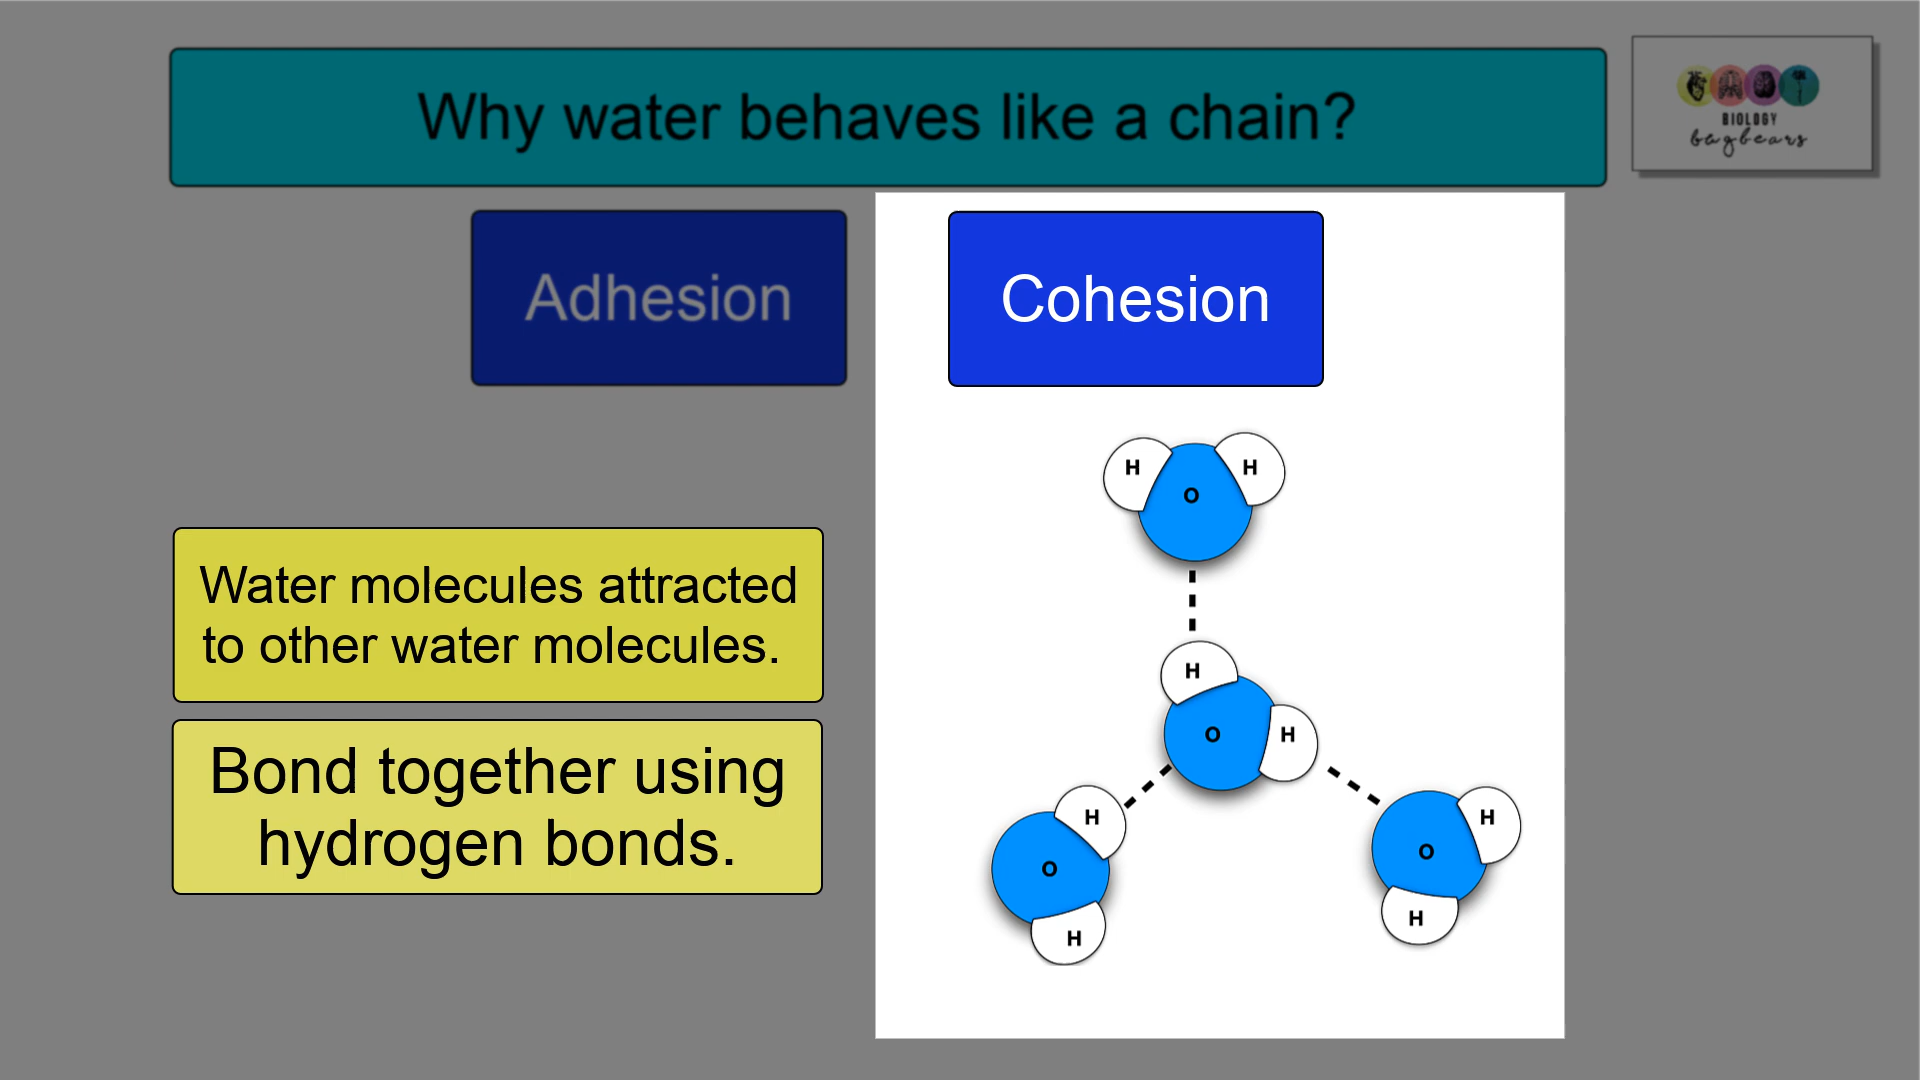 Why water behaves like a chain?
BIOLOGY
bugbears
Adhesion
Cohesion
Water molecules attracted
to other water molecules.
Bond together using
hydrogen bonds.
H
H
O
H
O
H
H
O
H
H
O
H